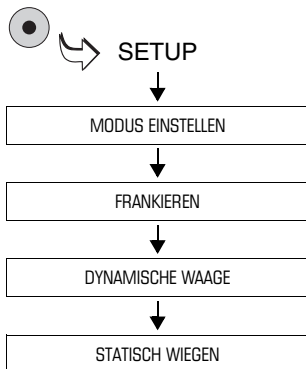 SETUP
MODUS EINSTELLEN
FRANKIEREN
DYNAMISCHE WAAGE
STATISCH WIEGEN